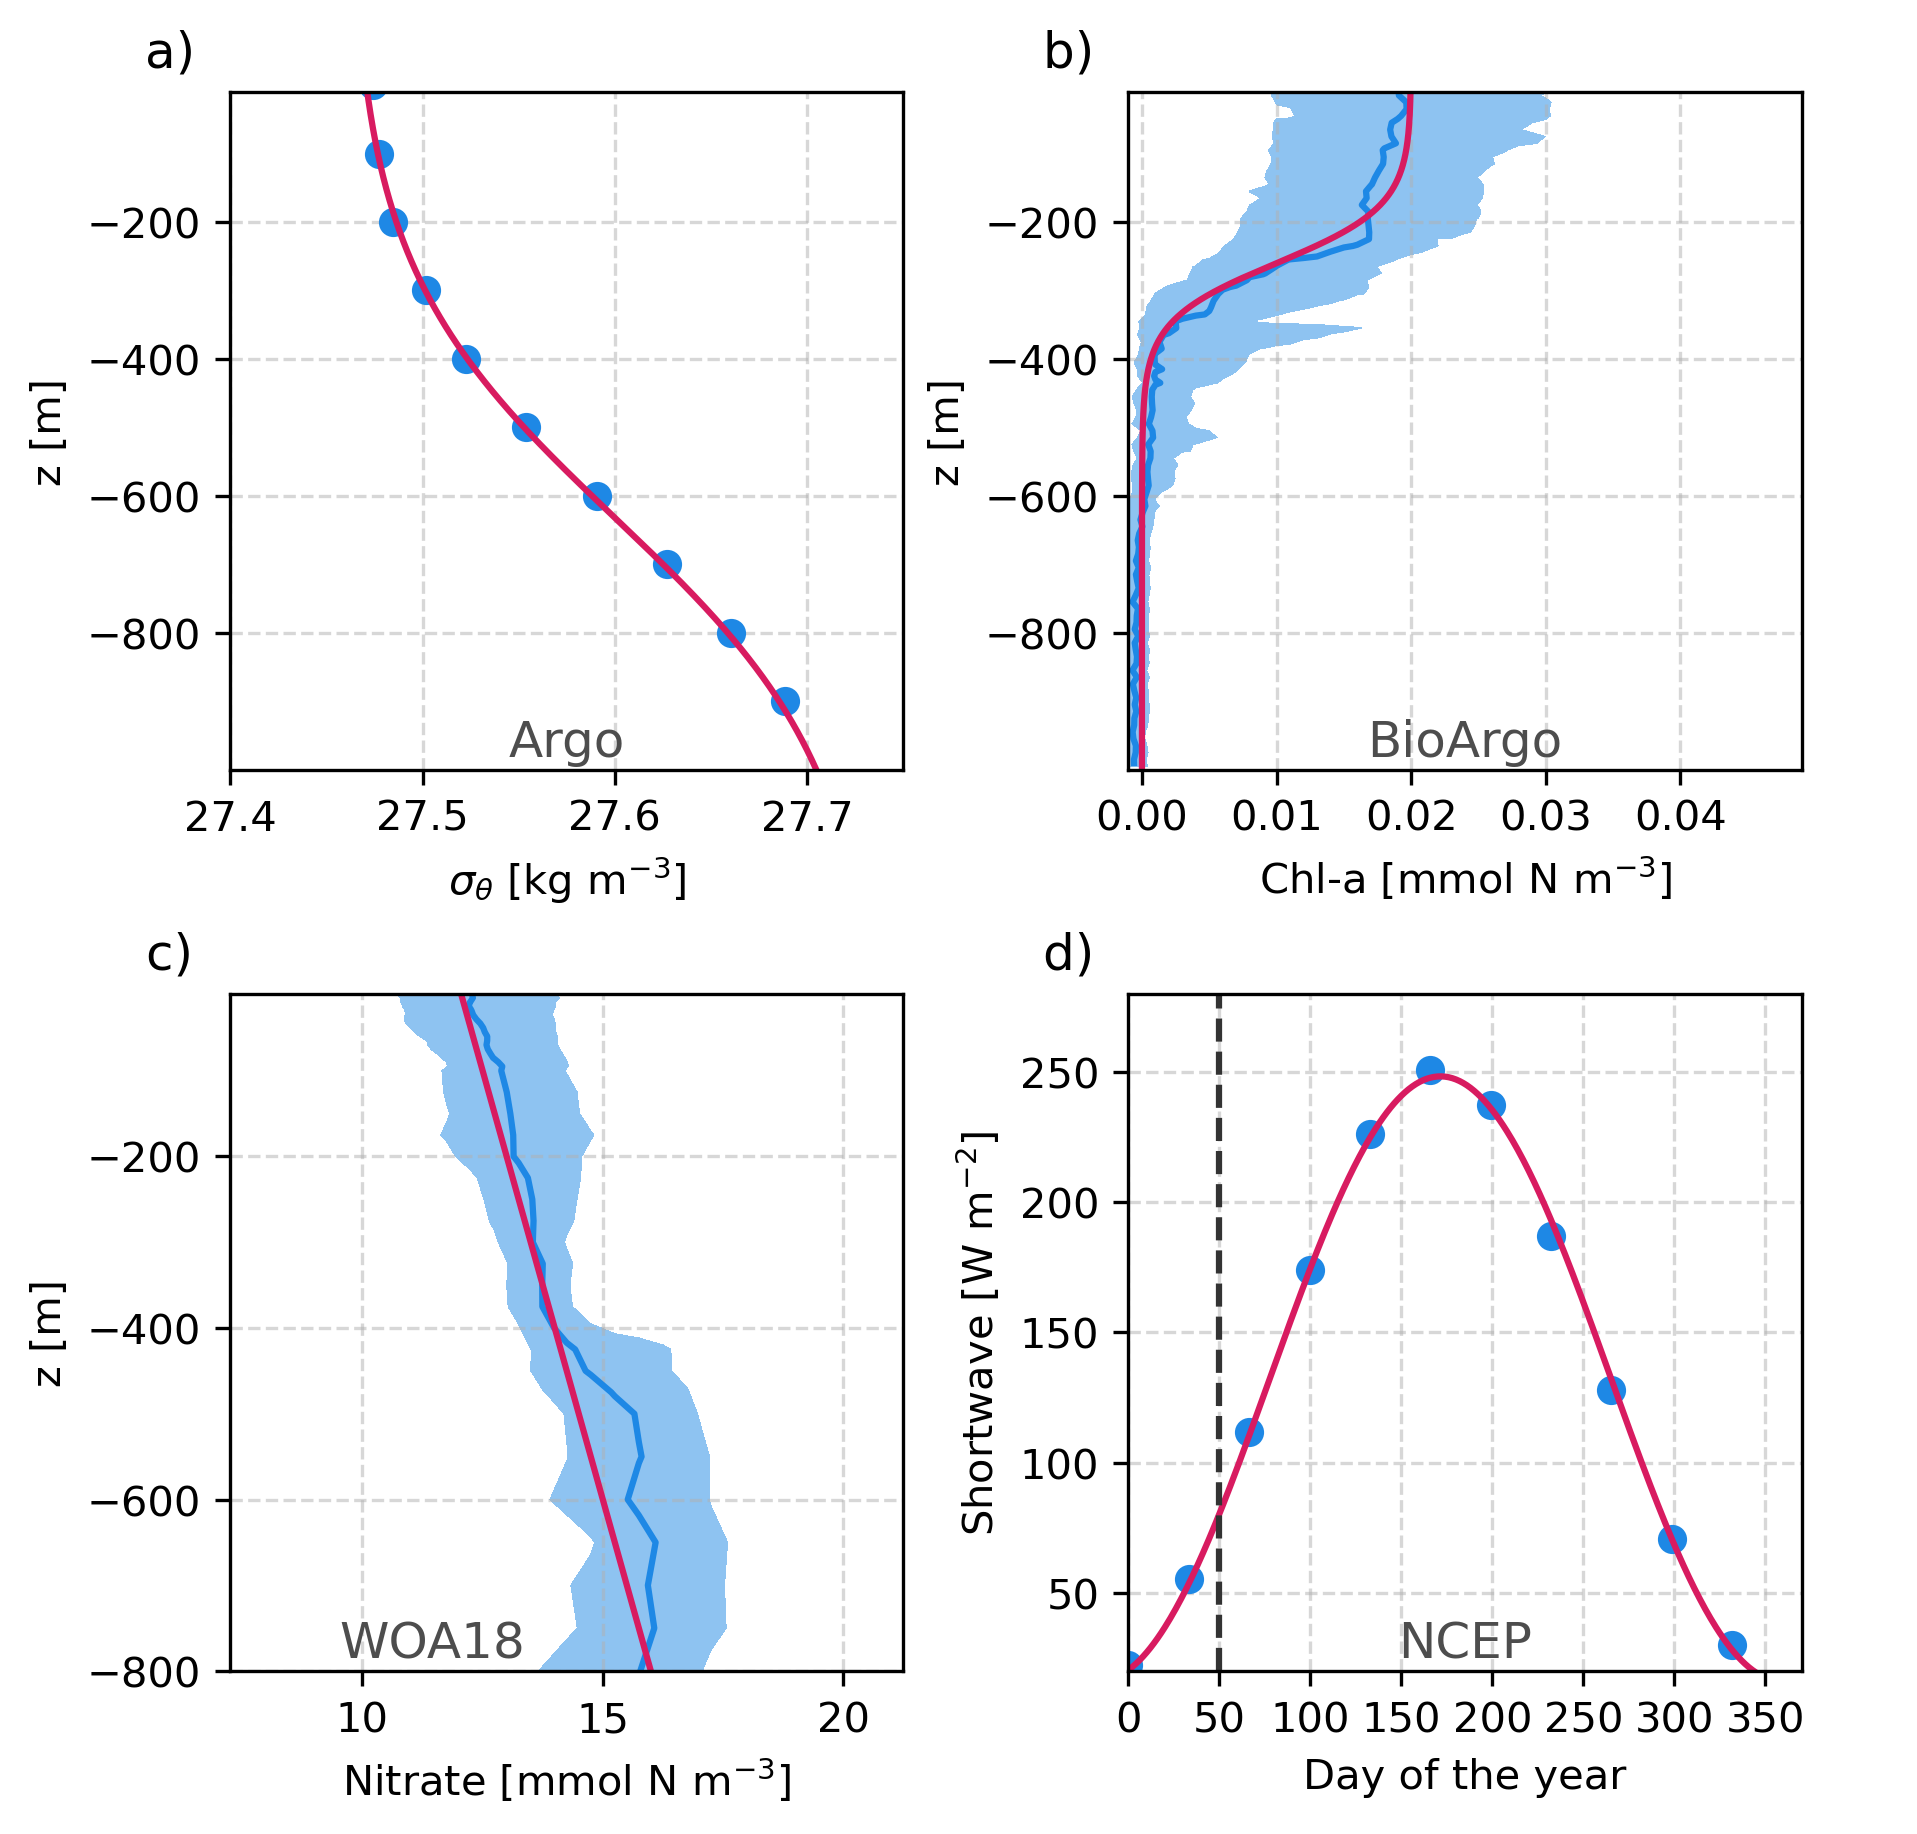 a)
−200
−400
−600
−800
z [m]
Argo
27.4 27.5 27.6 27.7
σθ [kg m⁻³]
b)
−200
−400
−600
−800
z [m]
BioArgo
0.00 0.01 0.02 0.03 0.04
Chl-a [mmol N m⁻³]
c)
−200
−400
−600
−800
z [m]
WOA18
10 15 20
Nitrate [mmol N m⁻³]
d)
250
200
150
100
50
Shortwave [W m⁻²]
NCEP
0 50 100 150 200 250 300 350
Day of the year